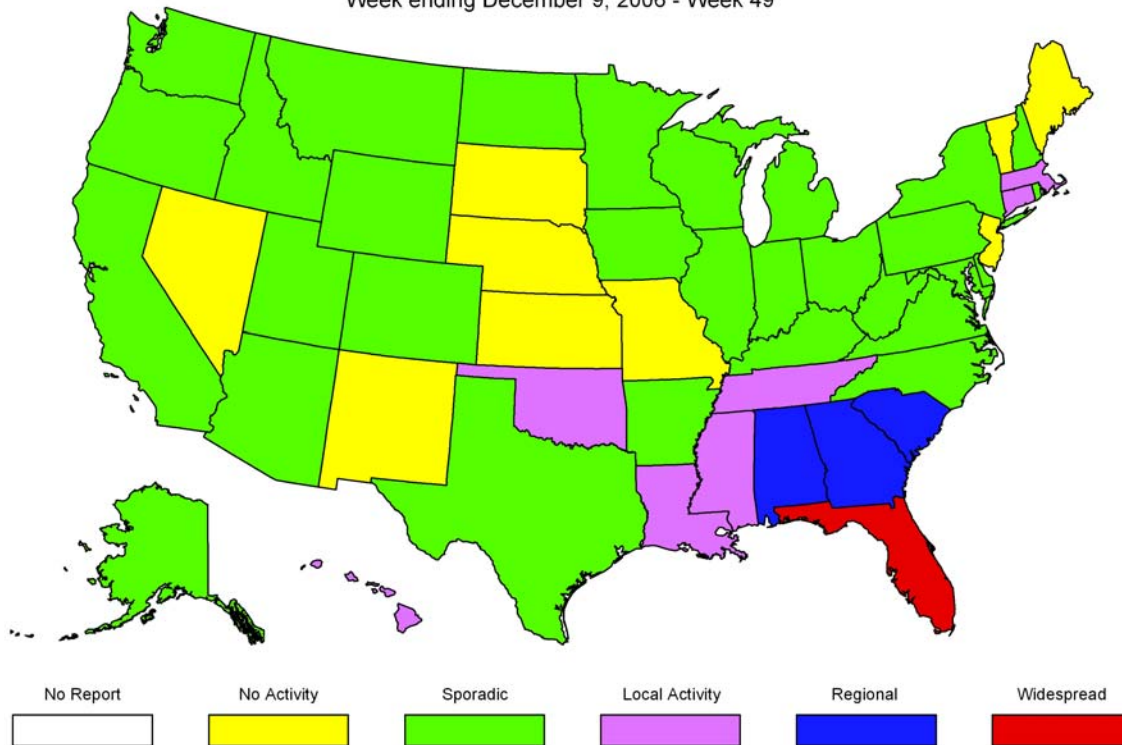 Week ending December 9, 2006 - Week 49
No Report
No Activity
Sporadic
Local Activity
Regional
Widespread